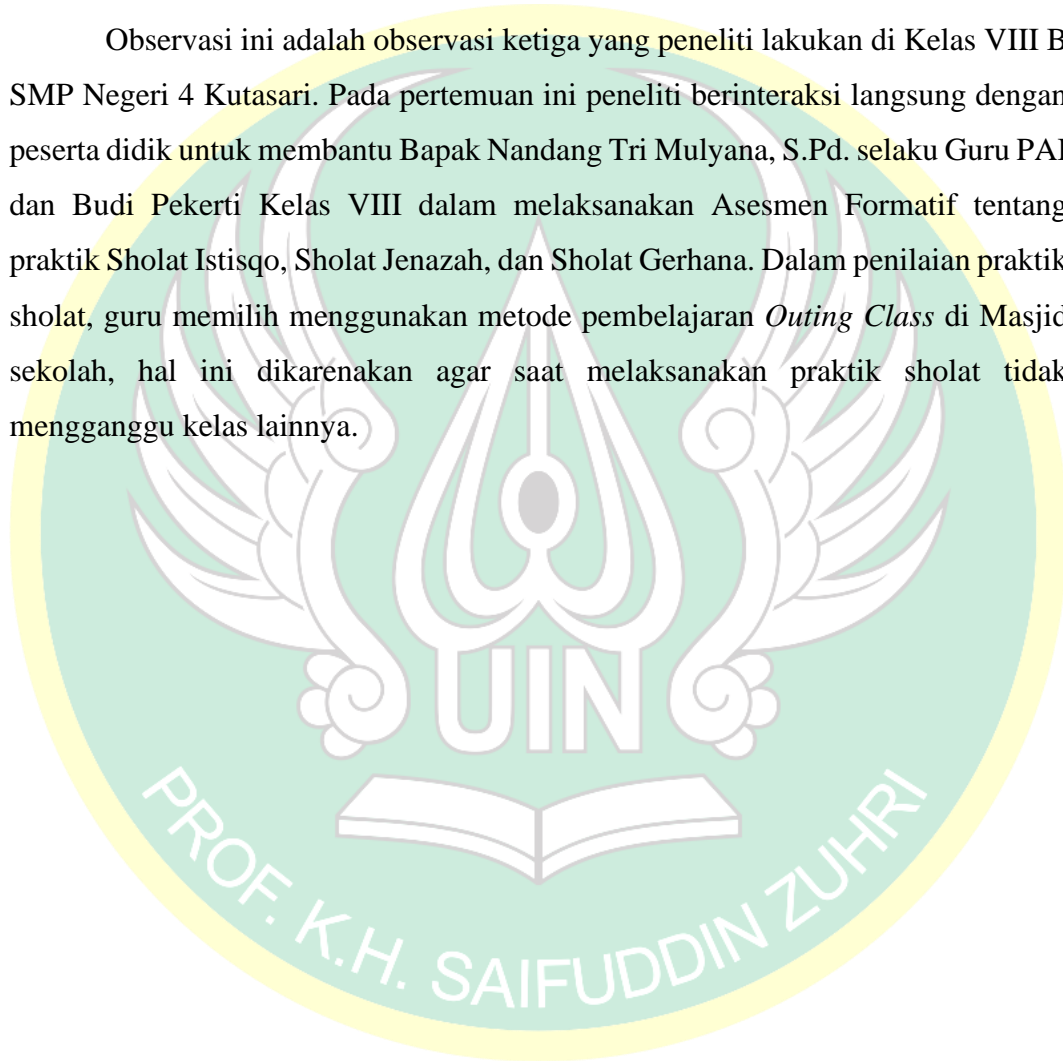 Observasi ini adalah observasi ketiga yang peneliti lakukan di Kelas VIII B
SMP Negeri 4 Kutasari. Pada pertemuan ini peneliti berinteraksi langsung dengan
peserta didik untuk membantu Bapak Nandang Tri Mulyana, S.Pd. selaku Guru PAI
dan Budi Pekerti Kelas VIII dalam melaksanakan Asesmen Formatif tentang
praktik Sholat Istisqo, Sholat Jenazah, dan Sholat Gerhana. Dalam penilaian praktik
sholat, guru memilih menggunakan metode pembelajaran Outing Class di Masjid
sekolah, hal ini dikarenakan agar saat melaksanakan praktik sholat tidak
mengganggu kelas lainnya.
UIN
PROF. K.H. SAIFUDDIN ZUHRI